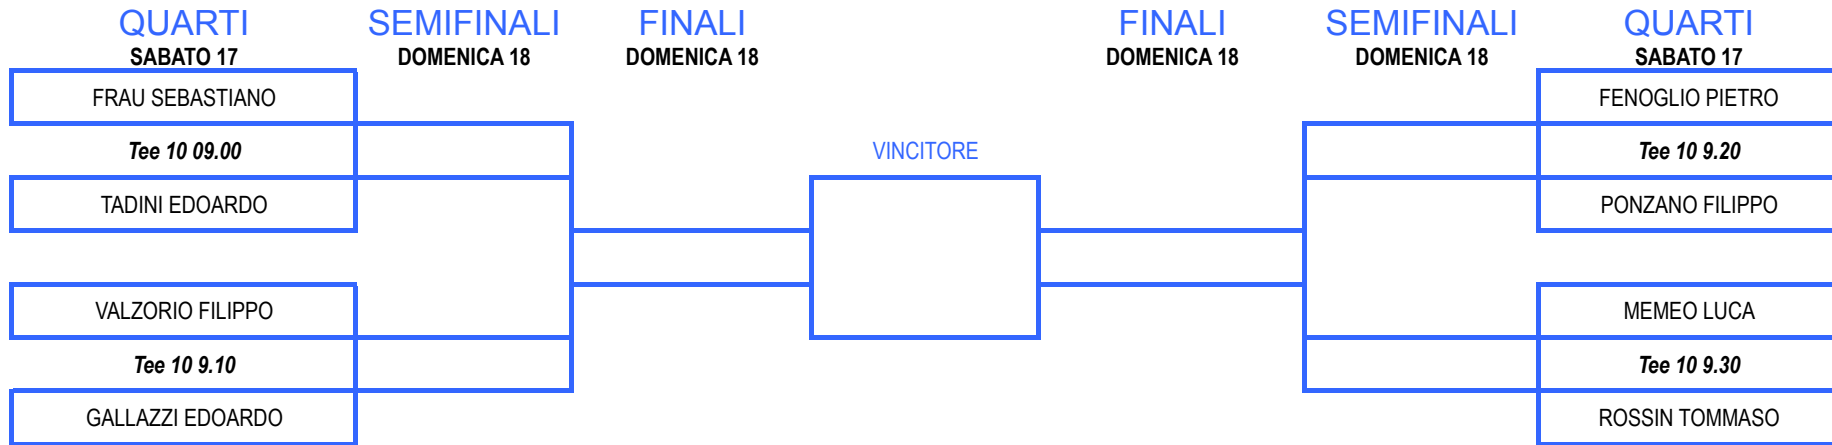 QUARTI SEMIFINALI FINALI FINALI SEMIFINALI QUARTI
SABATO 17 DOMENICA 18 DOMENICA 18 DOMENICA 18 DOMENICA 18 SABATO 17
FRAU SEBASTIANO FENOGLIO PIETRO
Tee 10 09.00 VINCITORE Tee 10 9.20
TADINI EDOARDO PONZANO FILIPPO
VALZORIO FILIPPO MEMEO LUCA
Tee 10 9.10 Tee 10 9.30
GALLAZZI EDOARDO ROSSIN TOMMASO